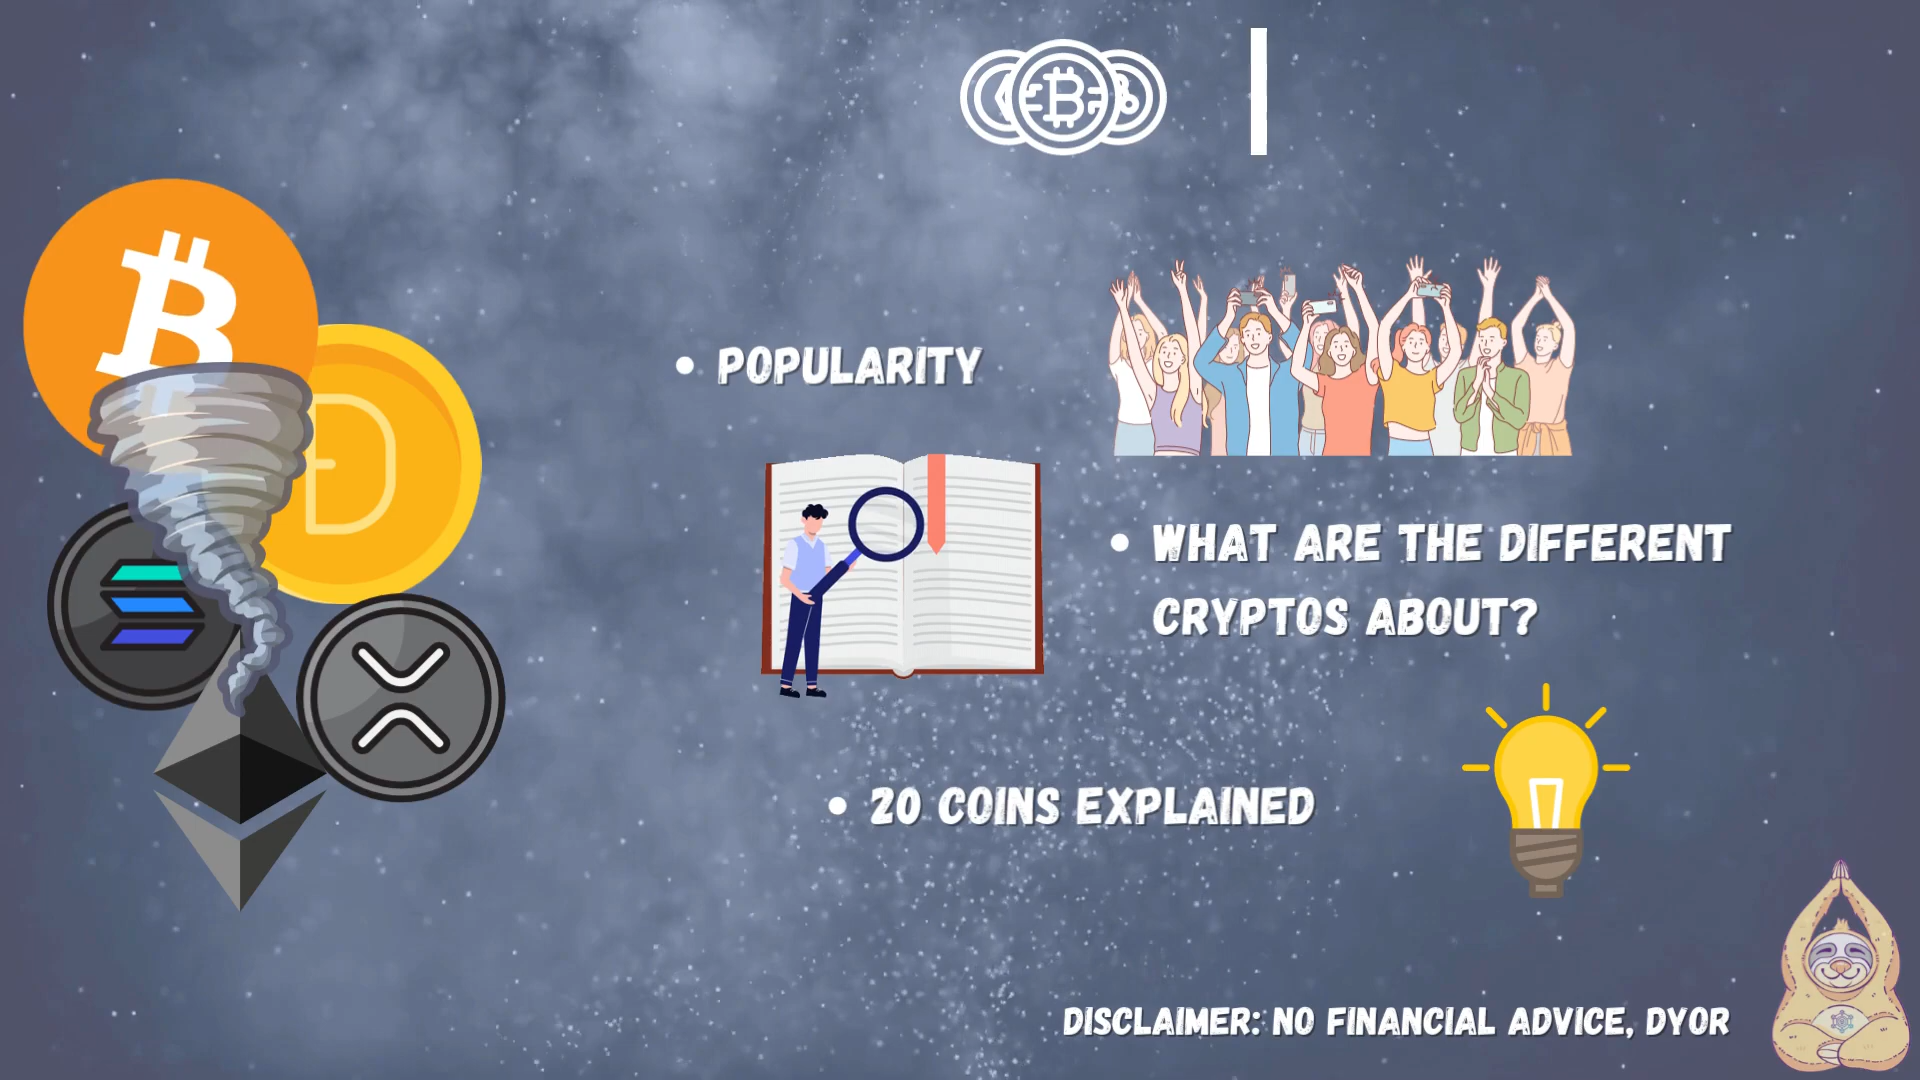 • POPULARITY
• WHAT ARE THE DIFFERENT
CRYPTOS ABOUT?
• 20 COINS EXPLAINED
DISCLAIMER: NO FINANCIAL ADVICE, DYOR